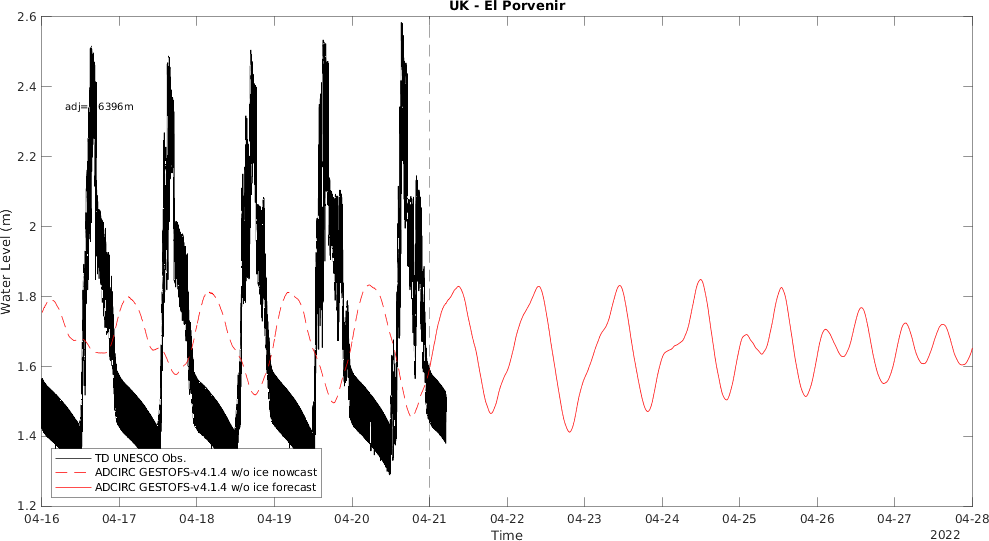 UK - El Porvenir
2.6
2.4
adj= 6396m
2.2
2
1.8
1.6
1.4
1.2
Water Level (m)
TD UNESCO Obs.
ADCIRC GESTOFS-v4.1.4 w/o ice nowcast
ADCIRC GESTOFS-v4.1.4 w/o ice forecast
04-16 04-17 04-18 04-19 04-20 04-21 04-22 04-23 04-24 04-25 04-26 04-27 04-28
Time
2022